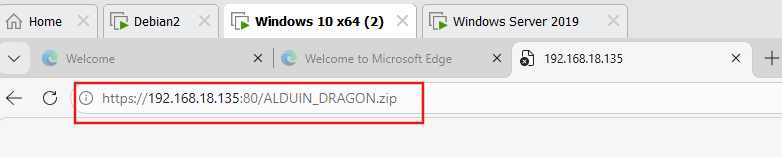 Home Debian2 Windows 10 x64 (2) Windows Server 2019
Welcome Welcome to Microsoft Edge 192.168.18.135
https://192.168.18.135:80/ALDUIN_DRAGON.zip